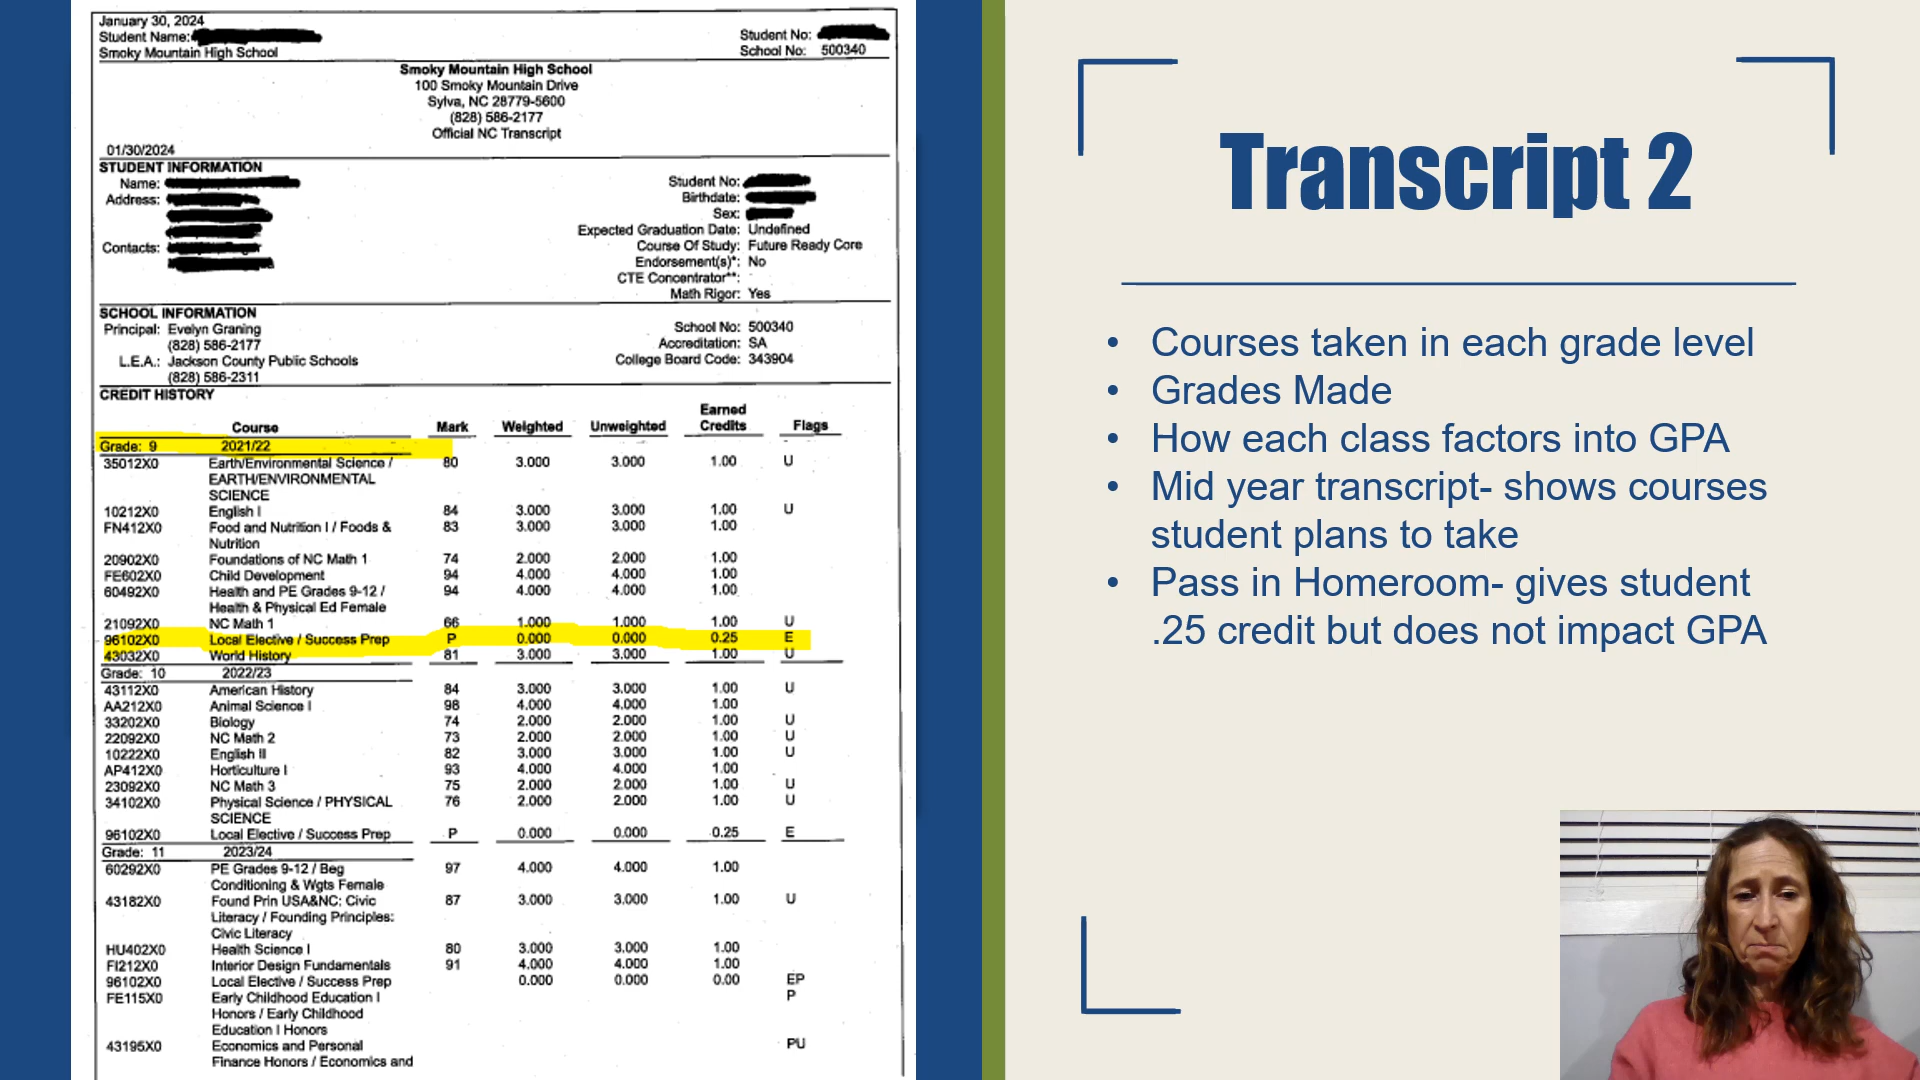 January 30, 2024
Student Name:
Student No:
Smoky Mountain High School
School No: 500340
Smoky Mountain High School
100 Smoky Mountain Drive
Sylva, NC 28779-5600
(828) 586-2177
Official NC Transcript
01/30/2024
STUDENT INFORMATION
Name:
Student No:
Address:
Birthdate:
Sex:
Expected Graduation Date: Undefined
Contacts:
Course Of Study: Future Ready Core
Endorsement(s)*: No
CTE Concentrator**:
Math Rigor: Yes
SCHOOL INFORMATION
Principal: Evelyn Graning
School No: 500340
(828) 586-2177
Accreditation: SA
L.E.A.: Jackson County Public Schools
College Board Code: 343904
(828) 586-2311
CREDIT HISTORY
Course Mark Weighted Unweighted Earned Credits Flags
Grade: 9 2021/22
35012X0 Earth/Environmental Science / 80 3.000 3.000 1.00 U
EARTH/ENVIRONMENTAL
SCIENCE
10212X0 English I 84 3.000 3.000 1.00 U
FN412X0 Food and Nutrition I / Foods & 83 3.000 3.000 1.00
Nutrition
20902X0 Foundations of NC Math 1 74 2.000 2.000 1.00
FE602X0 Child Development 94 4.000 4.000 1.00
60492X0 Health and PE Grades 9-12 / 94 4.000 4.000 1.00
Health & Physical Ed Female
21092X0 NC Math 1 66 1.000 1.000 1.00 U
96102X0 Local Elective / Success Prep P 0.000 0.000 0.25 E
43032X0 World History 81 3.000 3.000 1.00 U
Grade: 10 2022/23
43112X0 American History 84 3.000 3.000 1.00 U
AA212X0 Animal Science I 98 4.000 4.000 1.00
33202X0 Biology 74 2.000 2.000 1.00 U
22092X0 NC Math 2 73 2.000 2.000 1.00 U
10222X0 English II 82 3.000 3.000 1.00 U
AP412X0 Horticulture I 93 4.000 4.000 1.00
23092X0 NC Math 3 75 2.000 2.000 1.00 U
34102X0 Physical Science / PHYSICAL 76 2.000 2.000 1.00 U
SCIENCE
96102X0 Local Elective / Success Prep P 0.000 0.000 0.25 E
Grade: 11 2023/24
60292X0 PE Grades 9-12 / Beg 97 4.000 4.000 1.00
Conditioning & Wgts Female
43182X0 Found Prin USA&NC: Civic 87 3.000 3.000 1.00 U
Literacy / Founding Principles:
Civic Literacy
HU402X0 Health Science I 80 3.000 3.000 1.00
FI212X0 Interior Design Fundamentals 91 4.000 4.000 1.00
96102X0 Local Elective / Success Prep 0.000 0.000 0.00 EP
FE115X0 Early Childhood Education I P
Honors / Early Childhood
Education I Honors
43195X0 Economics and Personal PU
Finance Honors / Economics and
Transcript 2
• Courses taken in each grade level
• Grades Made
• How each class factors into GPA
• Mid year transcript- shows courses
student plans to take
• Pass in Homeroom- gives student
.25 credit but does not impact GPA